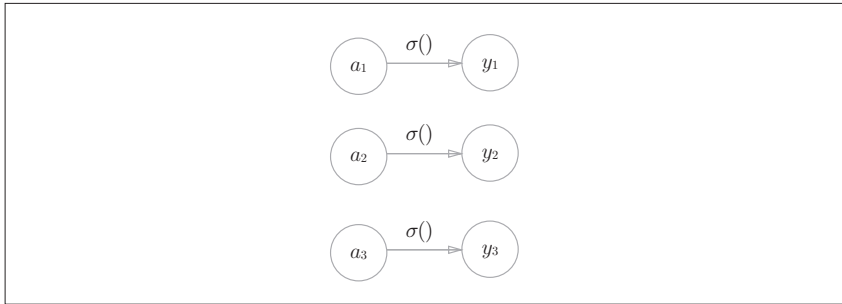 σ()
a₁ y₁
σ()
a₂ y₂
σ()
a₃ y₃